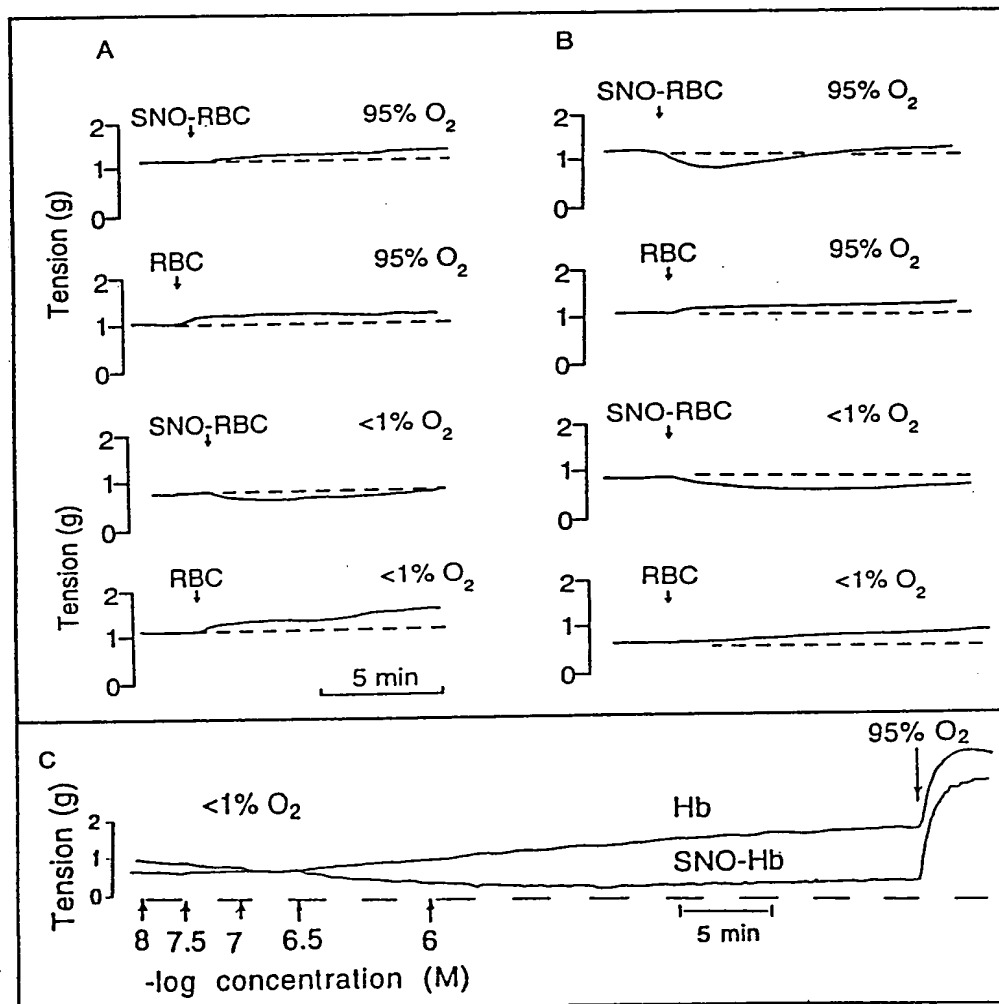 A
SNO-RBC 95% O2
2
1
0
RBC 95% O2
2
1
0
SNO-RBC <1% O2
2
1
0
RBC <1% O2
2
1
0
5 min
Tension (g)
Tension (g)
B
SNO-RBC 95% O2
2
1
0
RBC 95% O2
2
1
0
SNO-RBC <1% O2
2
1
0
RBC <1% O2
2
1
0
C
95% O2
<1% O2
Hb
SNO-Hb
Tension (g)
2
1
0
5 min
8 7.5 7 6.5 6
-log concentration (M)